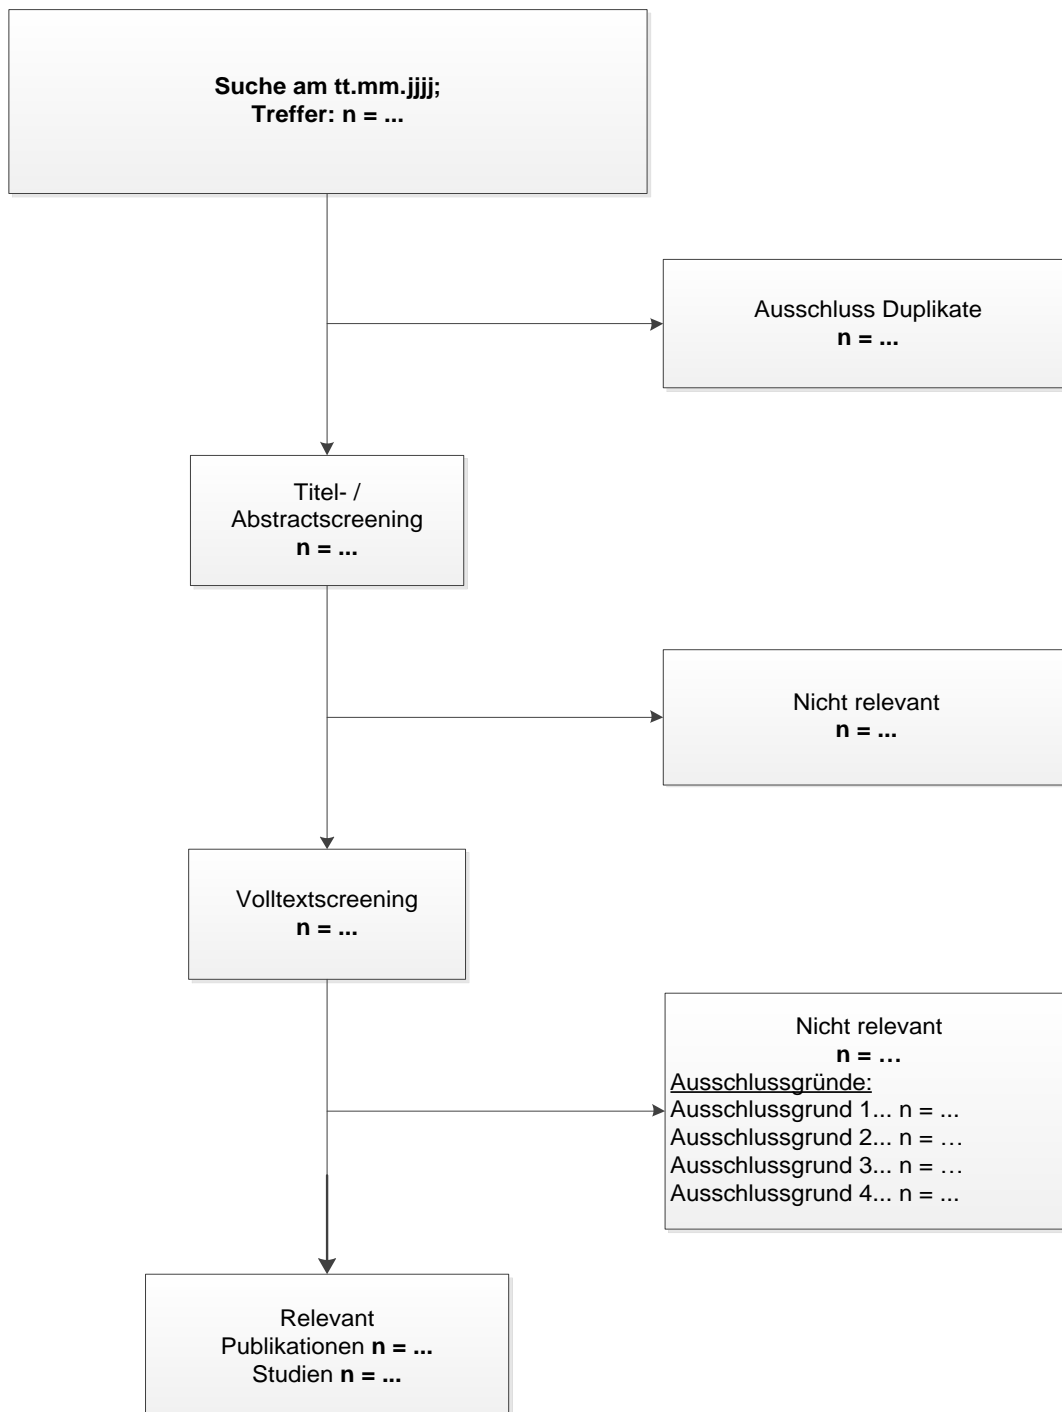 Suche am tt.mm.jjjj;
Treffer: n = ...
Ausschluss Duplikate
n = ...
Titel- /
Abstractscreening
n = ...
Nicht relevant
n = ...
Volltextscreening
n = ...
Nicht relevant
n = …
Ausschlussgründe:
Ausschlussgrund 1... n = ...
Ausschlussgrund 2... n = …
Ausschlussgrund 3... n = …
Ausschlussgrund 4... n = ...
Relevant
Publikationen n = ...
Studien n = ...